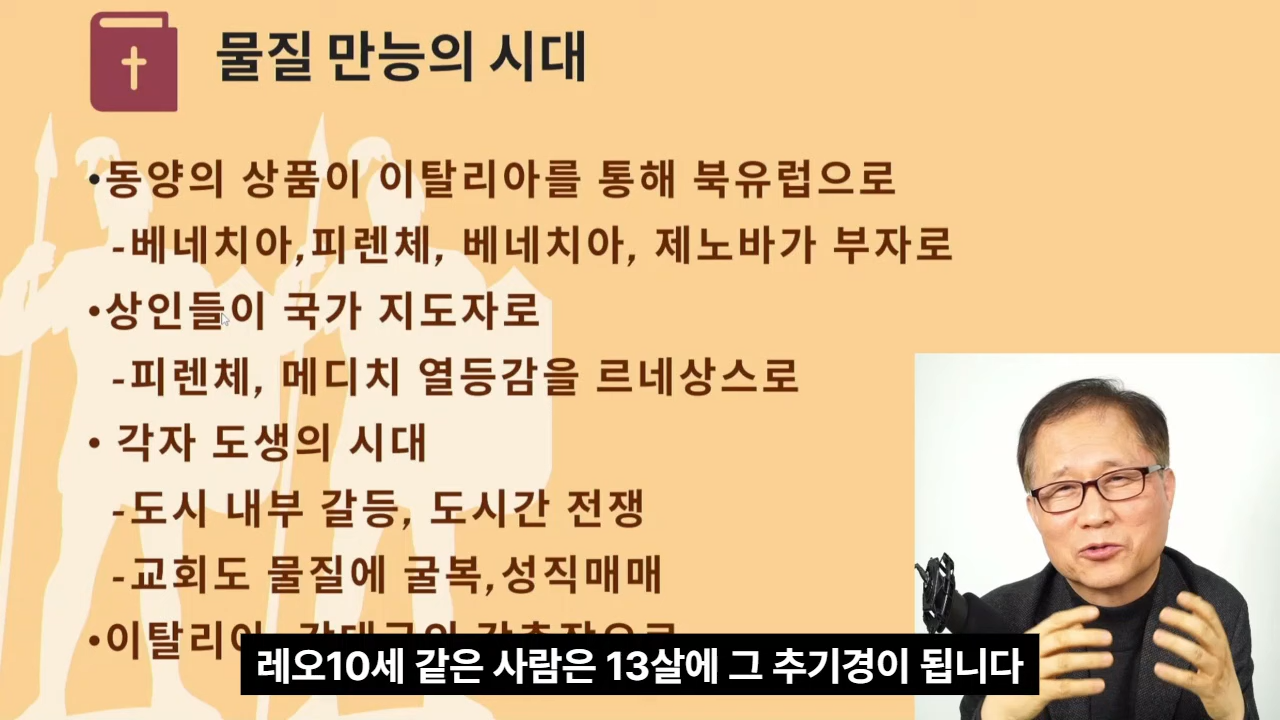 물질 만능의 시대
•동양의 상품이 이탈리아를 통해 북유럽으로
-베네치아,피렌체, 베네치아, 제노바가 부자로
•상인들이 국가 지도자로
-피렌체, 메디치 열등감을 르네상스로
• 각자 도생의 시대
-도시 내부 갈등, 도시간 전쟁
-교회도 물질에 굴복,성직매매
•이탈리아,
레오10세 같은 사람은 13살에 그 추기경이 됩니다